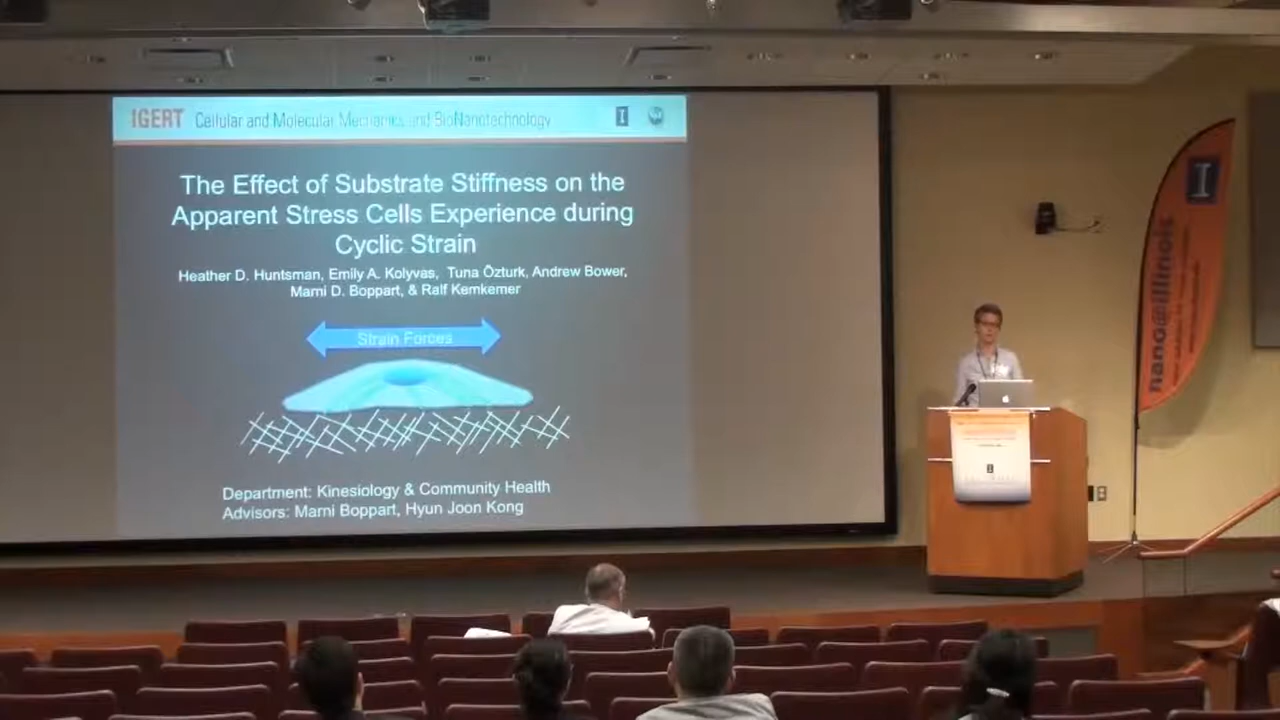 IGERT Cellular and Molecular Mechanics and BioNanotechnology
I
The Effect of Substrate Stiffness on the
Apparent Stress Cells Experience during
Cyclic Strain
Heather D. Huntsman, Emily A. Kolyvas, Tuna Özturk, Andrew Bower,
Marni D. Boppart, & Ralf Kemkemer
Strain Forces
Department: Kinesiology & Community Health
Advisors: Marni Boppart, Hyun Joon Kong
I
nano@illinois